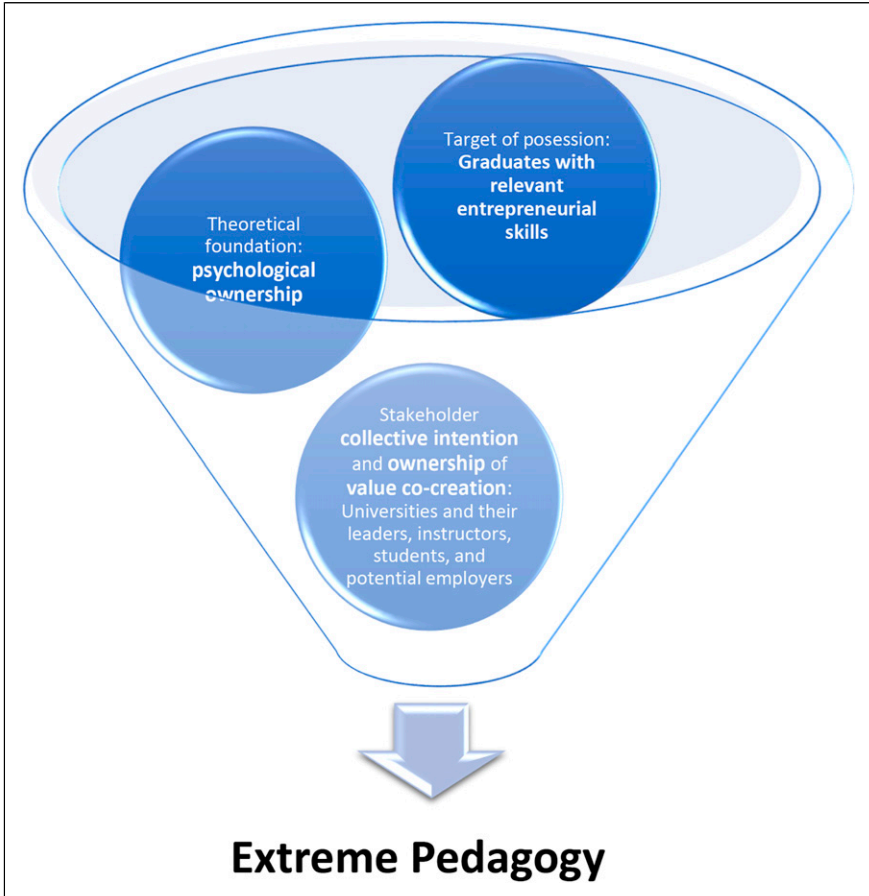 Target of posession:
Graduates with
relevant
entrepreneurial
skills
Theoretical
foundation:
psychological
ownership
Stakeholder
collective intention
and ownership of
value co-creation:
Universities and their
leaders, instructors,
students, and
potential employers
Extreme Pedagogy